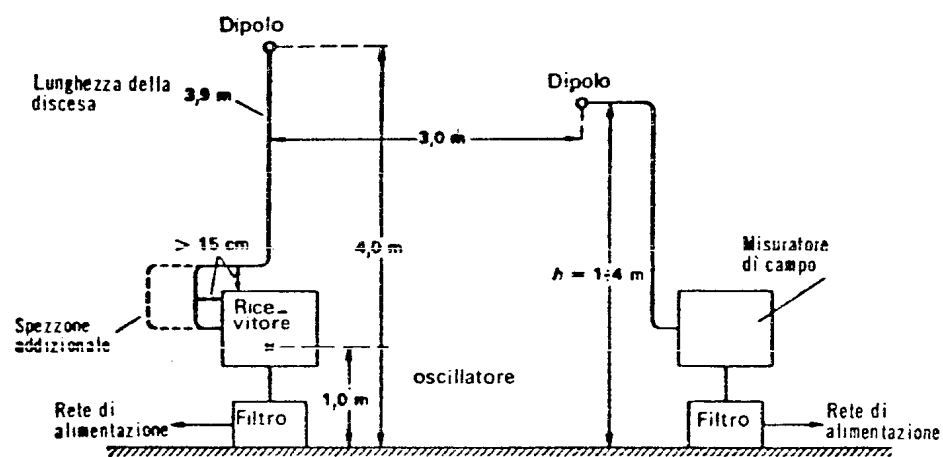 Dipolo
Lunghezza della
discesa
3,9 m
Dipolo
3,0 m
> 15 cm
4,0 m
h = 1÷4 m
Misuratore
di campo
Rice-
vitore
Spezzone
addizionale
1,0 m
oscillatore
Rete di
alimentazione
Filtro
Filtro
Rete di
alimentazione